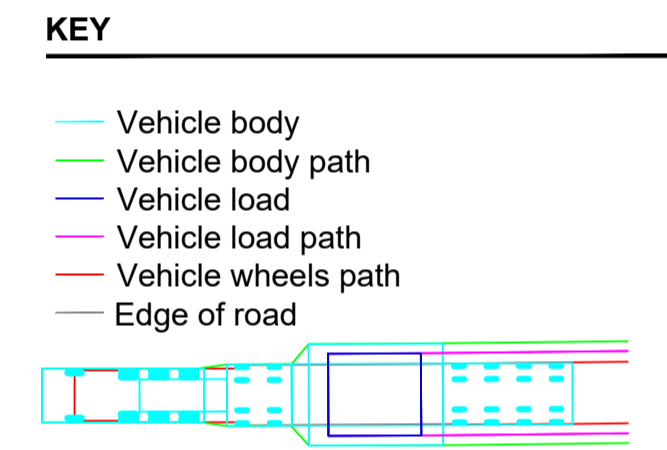 KEY
Vehicle body
Vehicle body path
Vehicle load
Vehicle load path
Vehicle wheels path
Edge of road